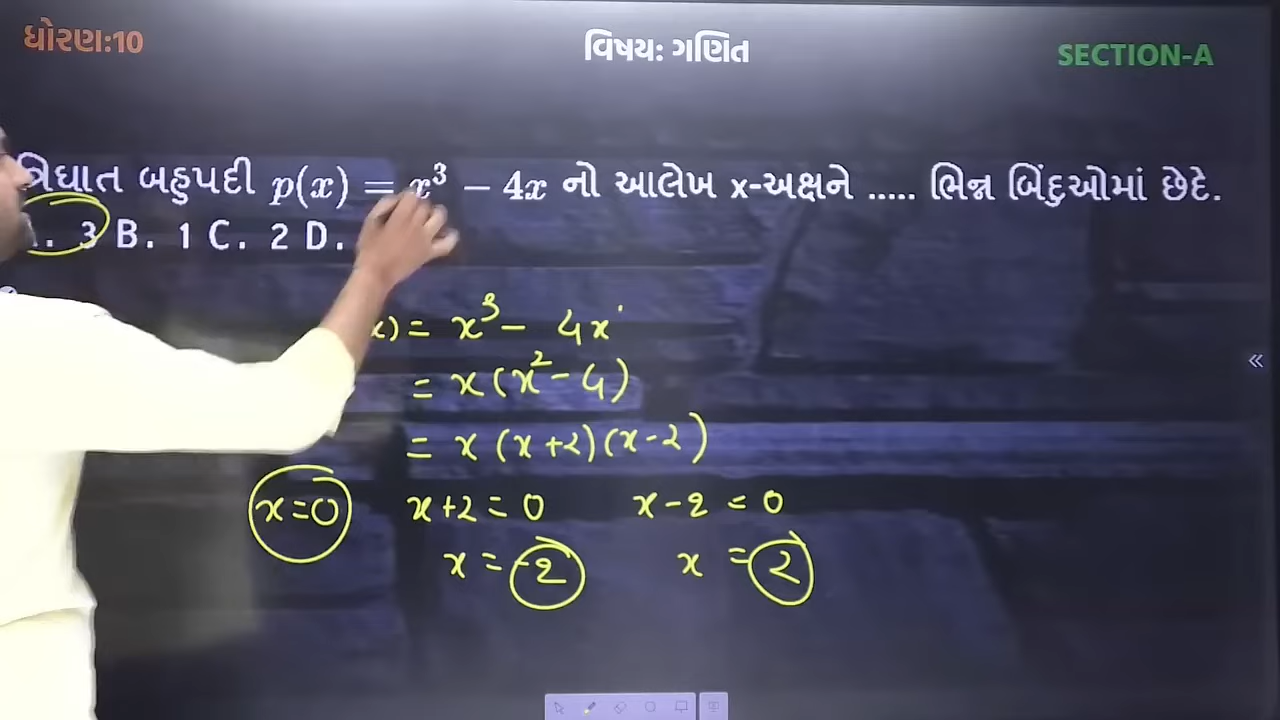 ધોરણ:10
વિષય: ગણિત
SECTION-A
ત્રિઘાત બહુપદી p(x) = x³ − 4x નો આલેખ x-અક્ષને ..... ભિન્ન બિંદુઓમાં છેદે.
. 3 B. 1 C. 2 D.
x) = x³ − 4x
= x(x² − 4)
= x (x+2)(x−2)
x=0 x+2=0 x−2=0
x = −2 x = 2